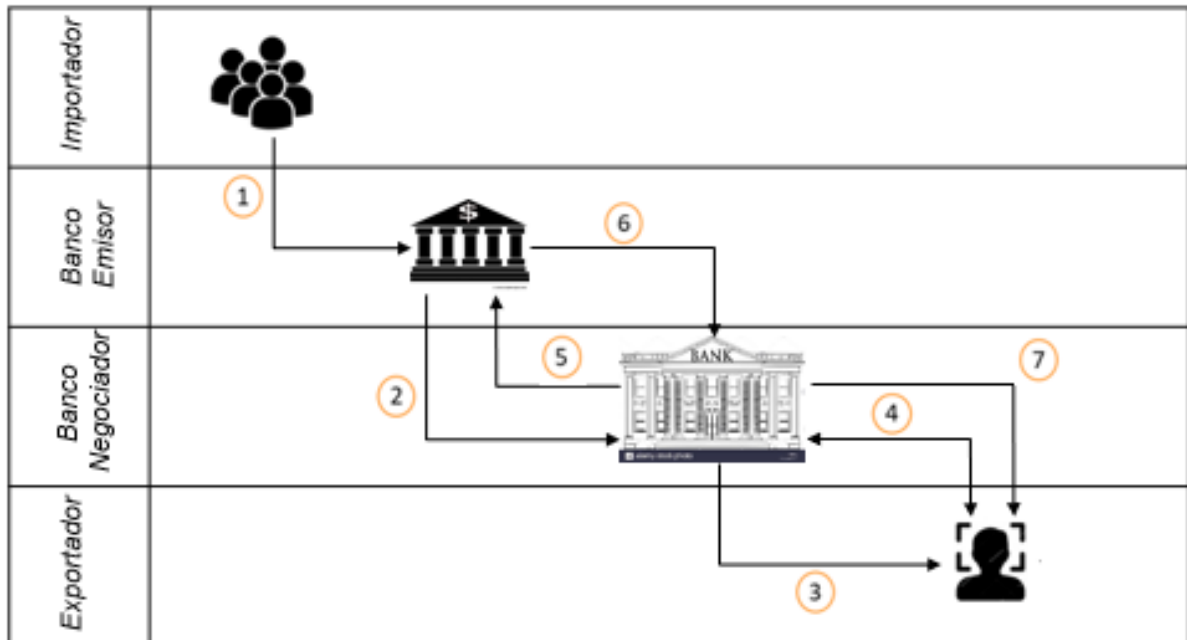 Importador
1
Banco
Emisor
$
6
Banco
Negociador
2
5
BANK
4
7
Exportador
3